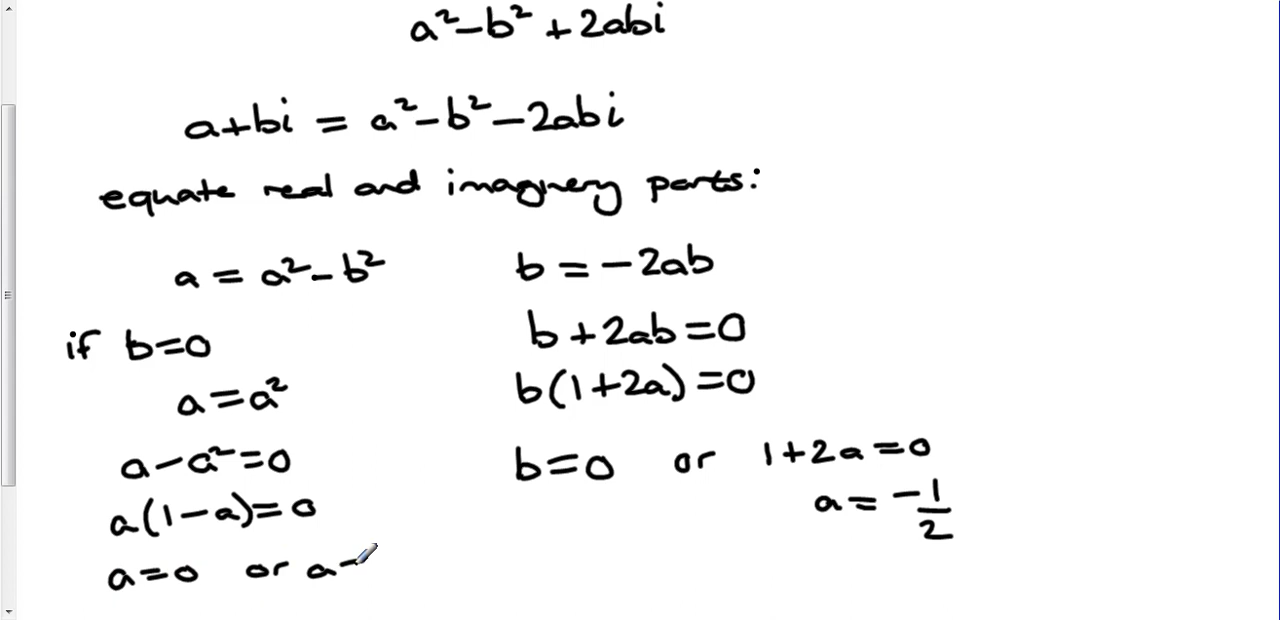 a²-b²+2abi
a+bi = a²-b²-2abi
equate real and imagnery parts:
a = a²-b² b = -2ab
if b=0 b+2ab=0
a=a² b(1+2a)=0
a-a²=0 b=0 or 1+2a=0
a(1-a)=0 a=-1/2
a=0 or a-